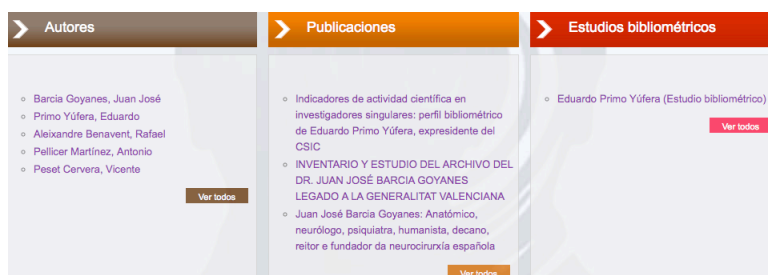 Autores
Barcia Goyanes, Juan José
Primo Yúfera, Eduardo
Aleixandre Benavent, Rafael
Pellicer Martínez, Antonio
Peset Cervera, Vicente
Ver todos
Publicaciones
Indicadores de actividad científica en
investigadores singulares: perfil bibliométrico
de Eduardo Primo Yúfera, expresidente del
CSIC
INVENTARIO Y ESTUDIO DEL ARCHIVO DEL
DR. JUAN JOSÉ BARCIA GOYANES
LEGADO A LA GENERALITAT VALENCIANA
Juan José Barcia Goyanes: Anatómico,
neurólogo, psiquiatra, humanista, decano,
reitor e fundador da neurocirurxía española
Ver todos
Estudios bibliométricos
Eduardo Primo Yúfera (Estudio bibliométrico)
Ver todos